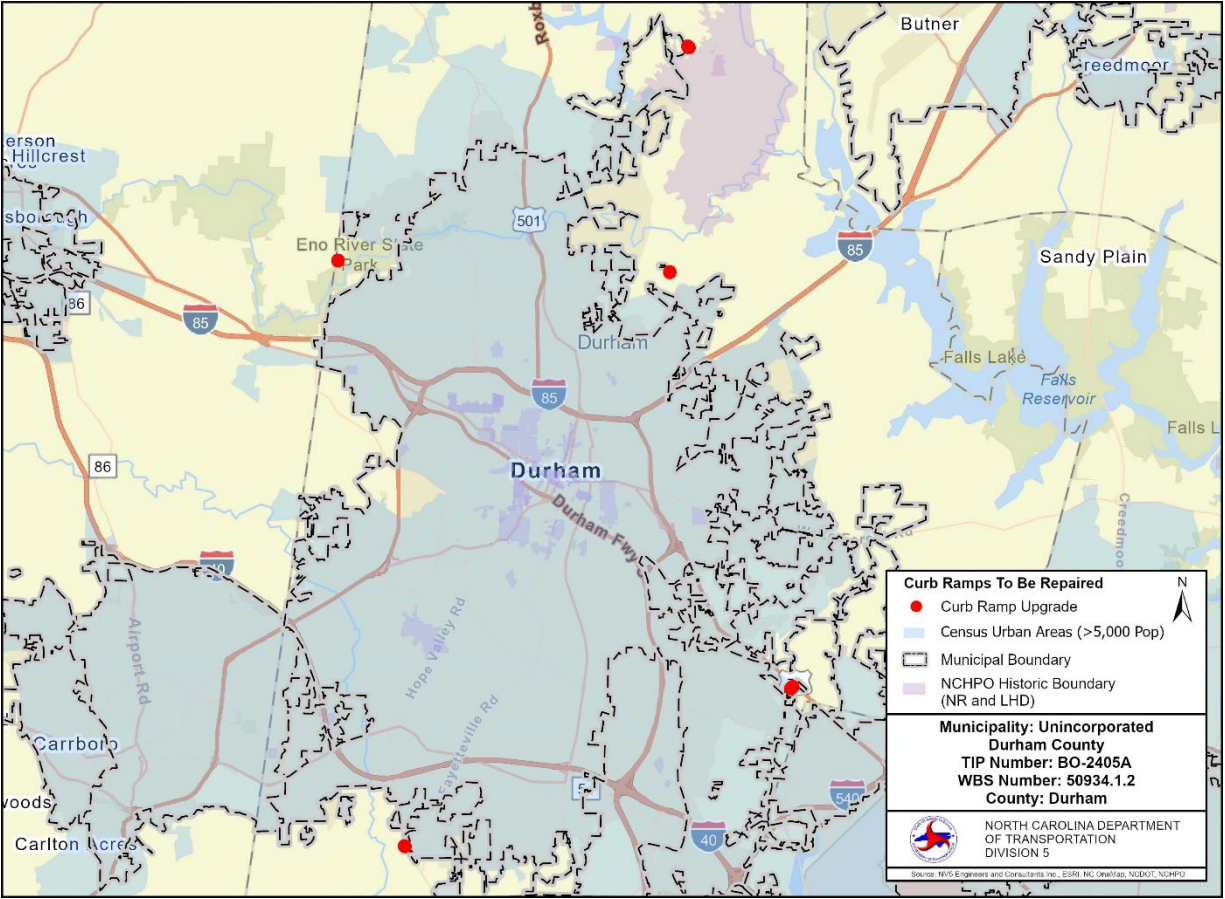 Roxb
Butner
reedmoor
erson
Hillcrest
sborough
501
Eno River State
Park
85
Sandy Plain
86
85
Durham
Falls Lake
Falls
Reservoir
85
Falls L
86
Durham
Durham Fwy S
Creedmoo
40
Airport Rd
Hope Valley Rd
Fayetteville Rd
Carrboro
woods
Carlton Acres
40
540
Curb Ramps To Be Repaired
N
Curb Ramp Upgrade
Census Urban Areas (>5,000 Pop)
Municipal Boundary
NCHPO Historic Boundary
(NR and LHD)
Municipality: Unincorporated
Durham County
TIP Number: BO-2405A
WBS Number: 50934.1.2
County: Durham
NORTH CAROLINA DEPARTMENT
OF TRANSPORTATION
DIVISION 5
Source: NV5 Engineers and Consultants Inc., ESRI, NC OneMap, NCDOT, NCHPO